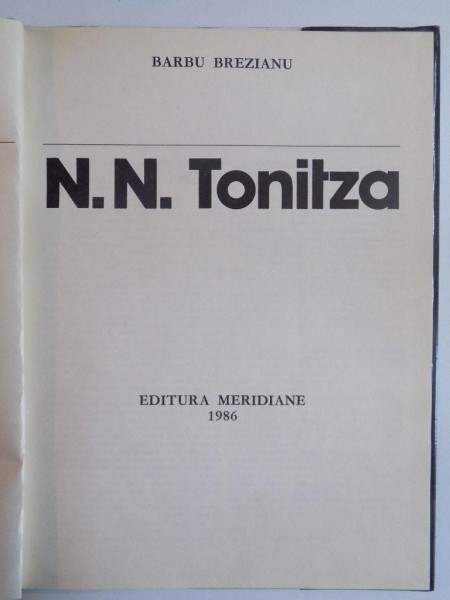 BARBU BREZIANU
N. N. Tonitza
EDITURA MERIDIANE
1986